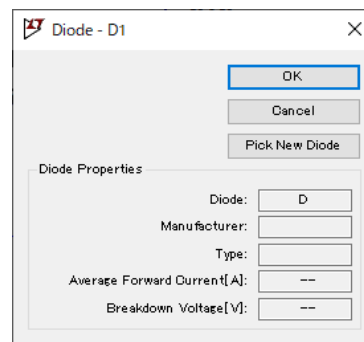 Diode - D1
OK
Cancel
Pick New Diode
Diode Properties
Diode: D
Manufacturer:
Type:
Average Forward Current[A]: --
Breakdown Voltage[V]: --